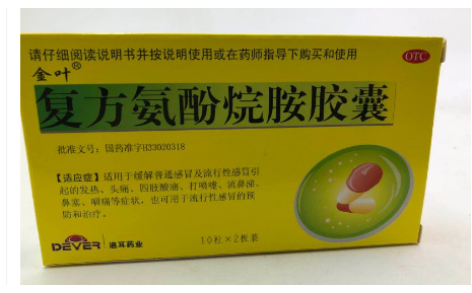 请仔细阅读说明书并按说明使用或在药师指导下购买和使用
OTC
金叶®
复方氨酚烷胺胶囊
批准文号：国药准字H33020318
【适应症】适用于缓解普通感冒及流行性感冒引
起的发热、头痛、四肢酸痛、打喷嚏、流鼻涕、
鼻塞、咽痛等症状，也可用于流行性感冒的预
防和治疗。
DEVER 迪耳药业
10粒×2板装